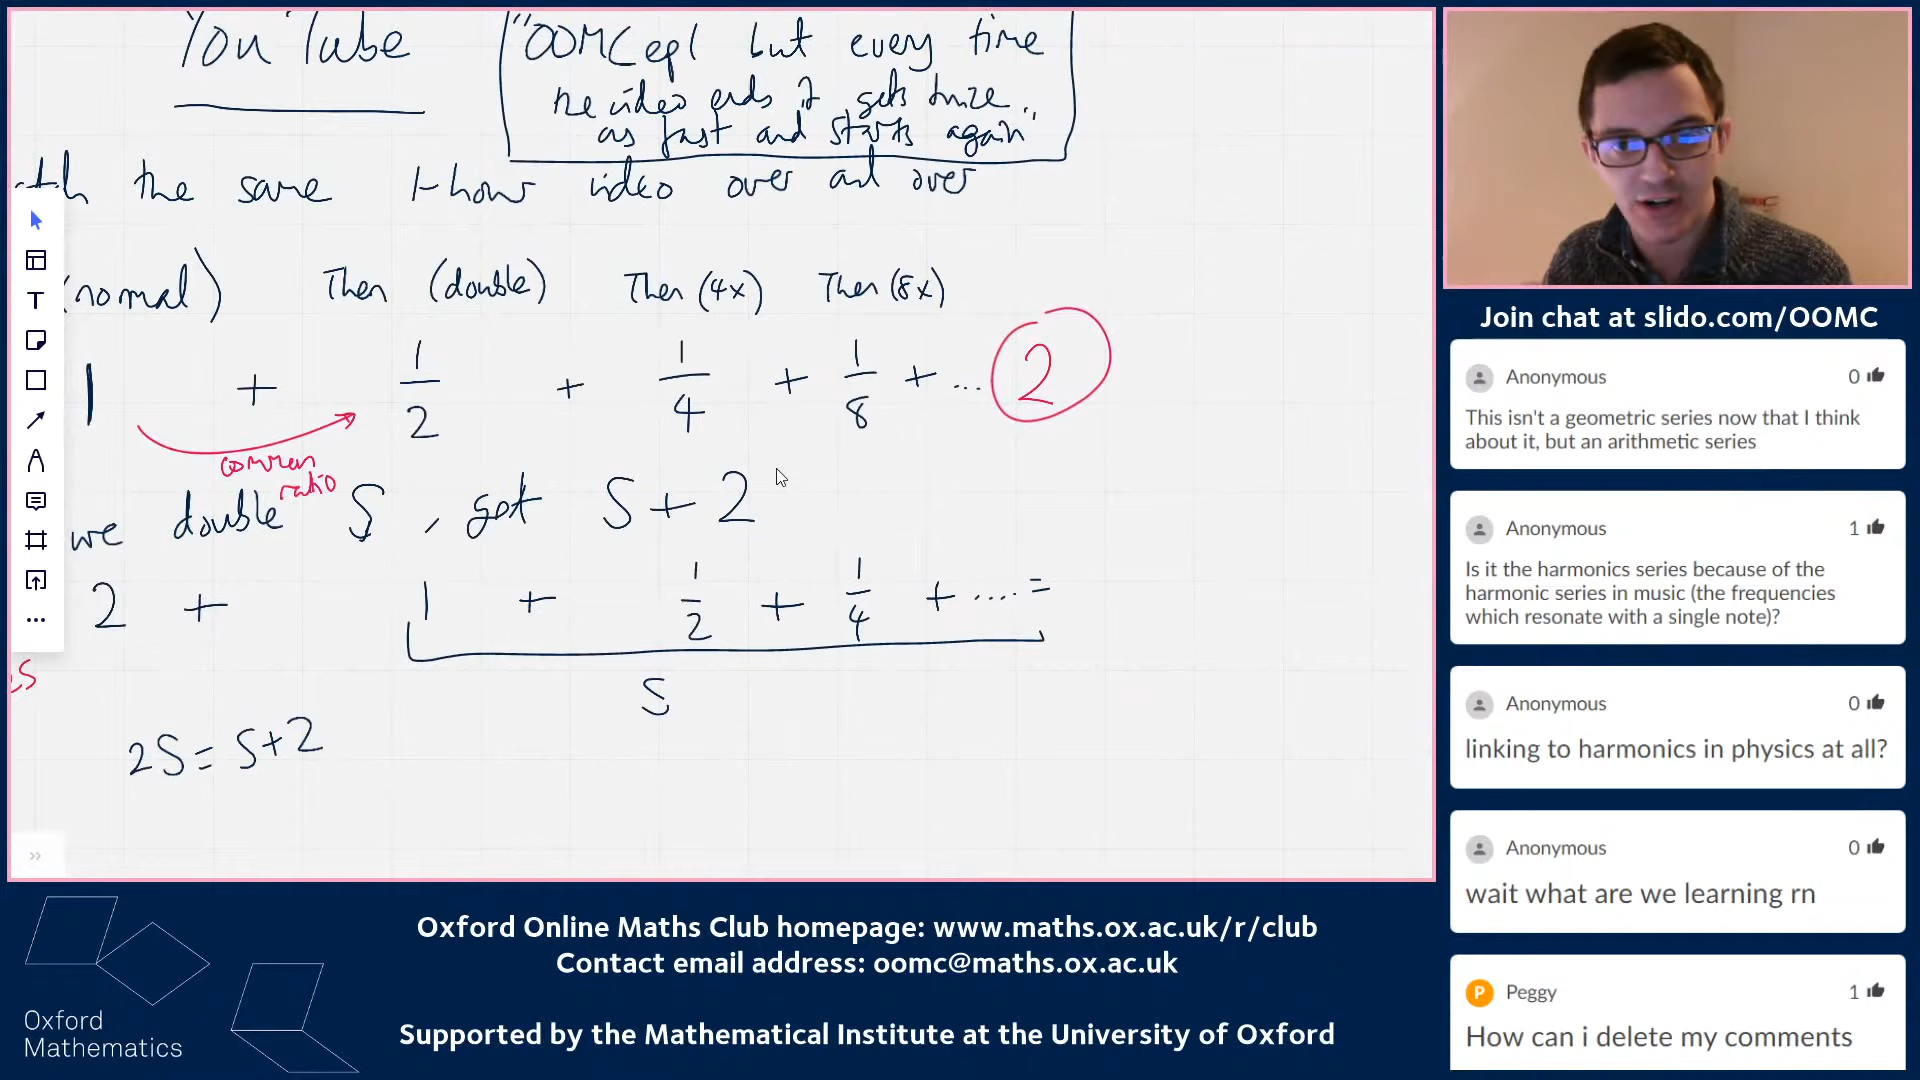 YouTube
"OOMC ep1 but every time
the video ends it gets twice
as fast and starts again"
the same 1-hour video over and over
(normal) Then (double) Then (4x) Then (8x)
1 + 1/2 + 1/4 + 1/8 + ... 2
common
ratio
we double S, get S+2
2 + 1 + 1/2 + 1/4 + .... =
S
S
2S = S+2
»
T
Join chat at slido.com/OOMC
Anonymous 0
This isn't a geometric series now that I think
about it, but an arithmetic series
Anonymous 1
Is it the harmonics series because of the
harmonic series in music (the frequencies
which resonate with a single note)?
Anonymous 0
linking to harmonics in physics at all?
Anonymous 0
wait what are we learning rn
P Peggy 1
How can i delete my comments
Oxford
Mathematics
Oxford Online Maths Club homepage: www.maths.ox.ac.uk/r/club
Contact email address: oomc@maths.ox.ac.uk
Supported by the Mathematical Institute at the University of Oxford